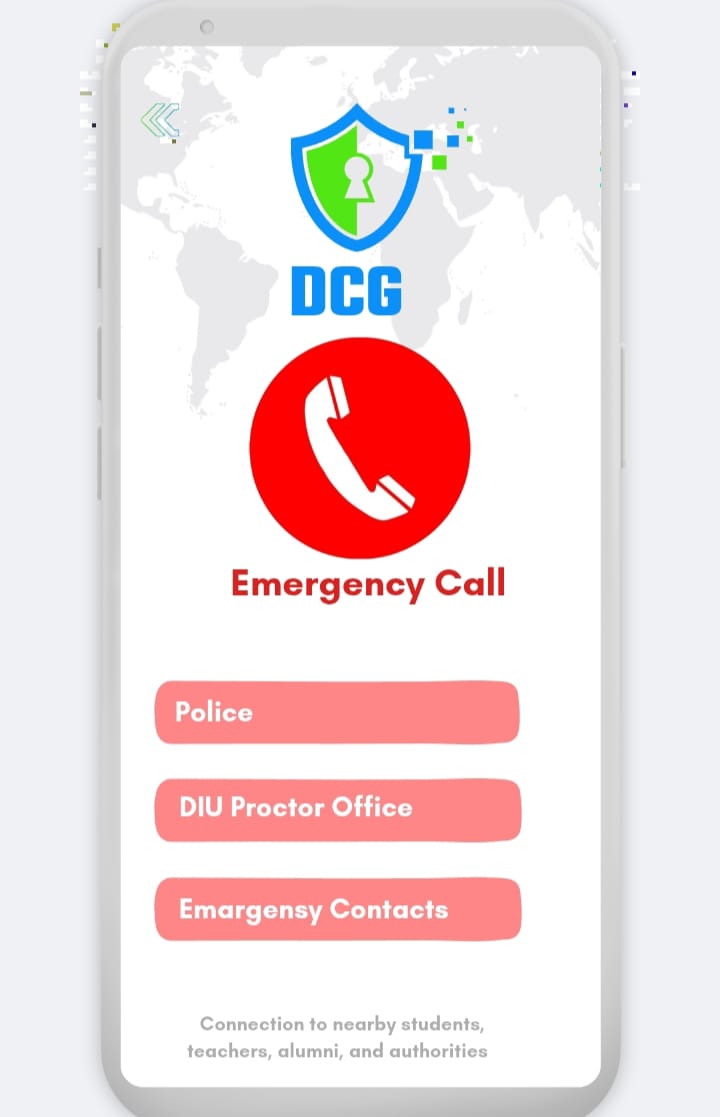 DCG
Emergency Call
Police
DIU Proctor Office
Emargensy Contacts
Connection to nearby students,
teachers, alumni, and authorities